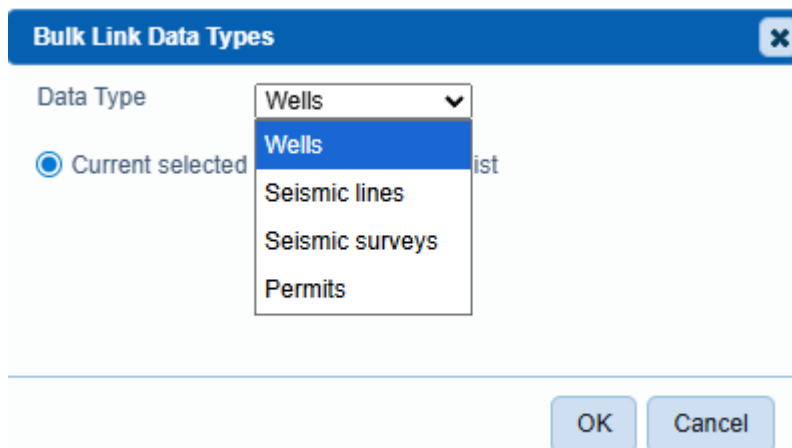 Bulk Link Data Types
Data Type
Wells
Wells
Current selected
ist
Seismic lines
Seismic surveys
Permits
OK
Cancel